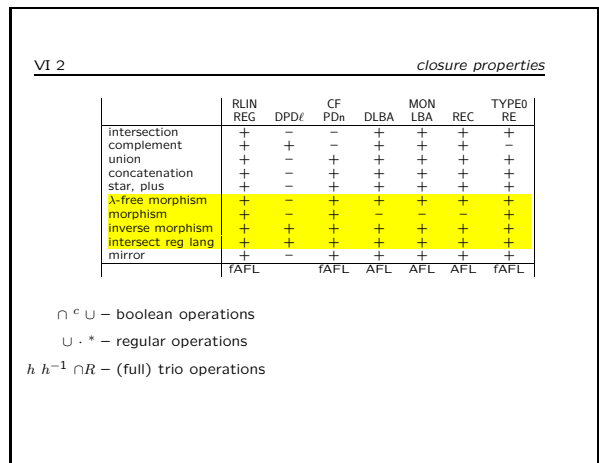 VI 2 closure properties
RLIN CF MON TYPE0
REG DPDℓ PDn DLBA LBA REC RE
intersection + – – + + + +
complement + + – + + + –
union + – + + + + +
concatenation + – + + + + +
star, plus + – + + + + +
λ-free morphism + – + + + + +
morphism + – + – – – +
inverse morphism + + + + + + +
intersect reg lang + + + + + + +
mirror + – + + + + +
fAFL fAFL AFL AFL AFL fAFL
∩ ᶜ ∪ – boolean operations
∪ · * – regular operations
h h⁻¹ ∩R – (full) trio operations